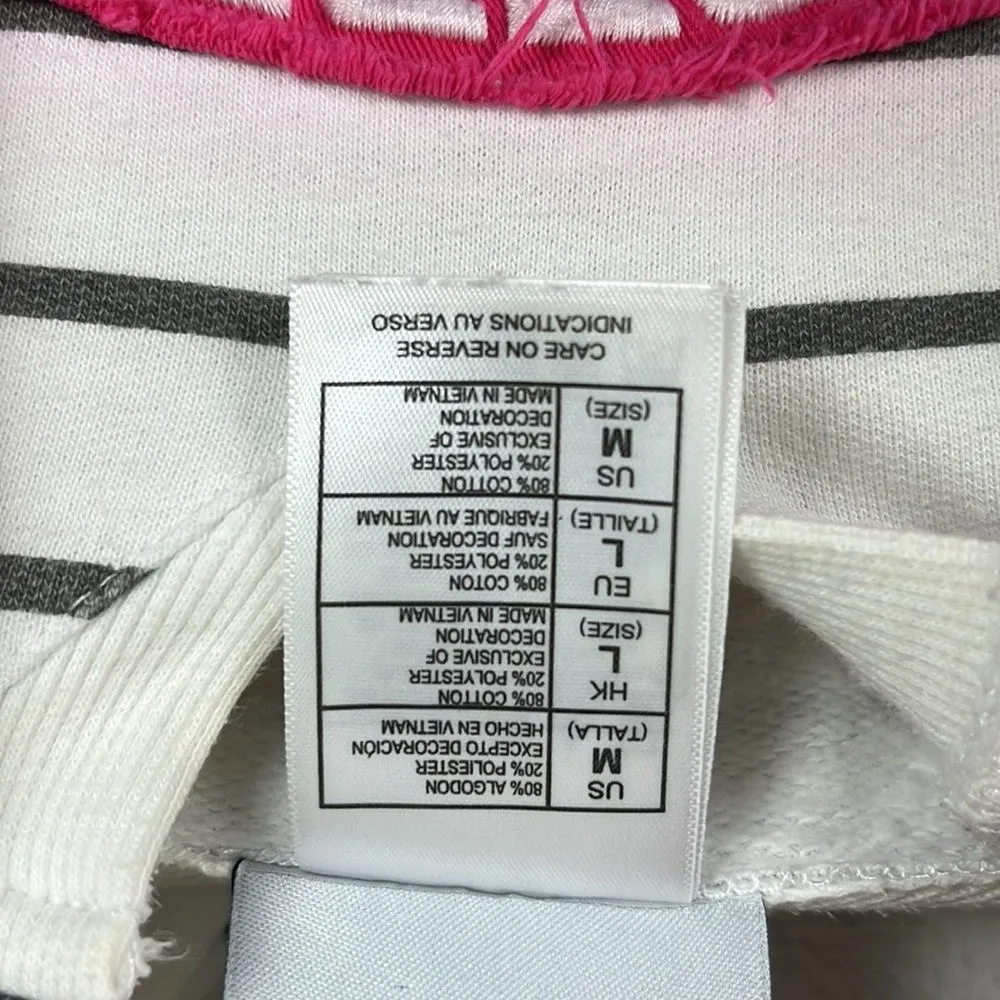 US
M
(TALLA)
80% ALGODON
20% POLIESTER
EXCEPTO DECORACIÓN
HECHO EN VIETNAM
HK
L
(SIZE)
80% COTTON
20% POLYESTER
EXCLUSIVE OF
DECORATION
MADE IN VIETNAM
EU
L
(TAILLE)
80% COTON
20% POLYESTER
SAUF DECORATION
FABRIQUE AU VIETNAM
US
M
(SIZE)
80% COTTON
20% POLYESTER
EXCLUSIVE OF
DECORATION
MADE IN VIETNAM
CARE ON REVERSE
INDICATIONS AU VERSO